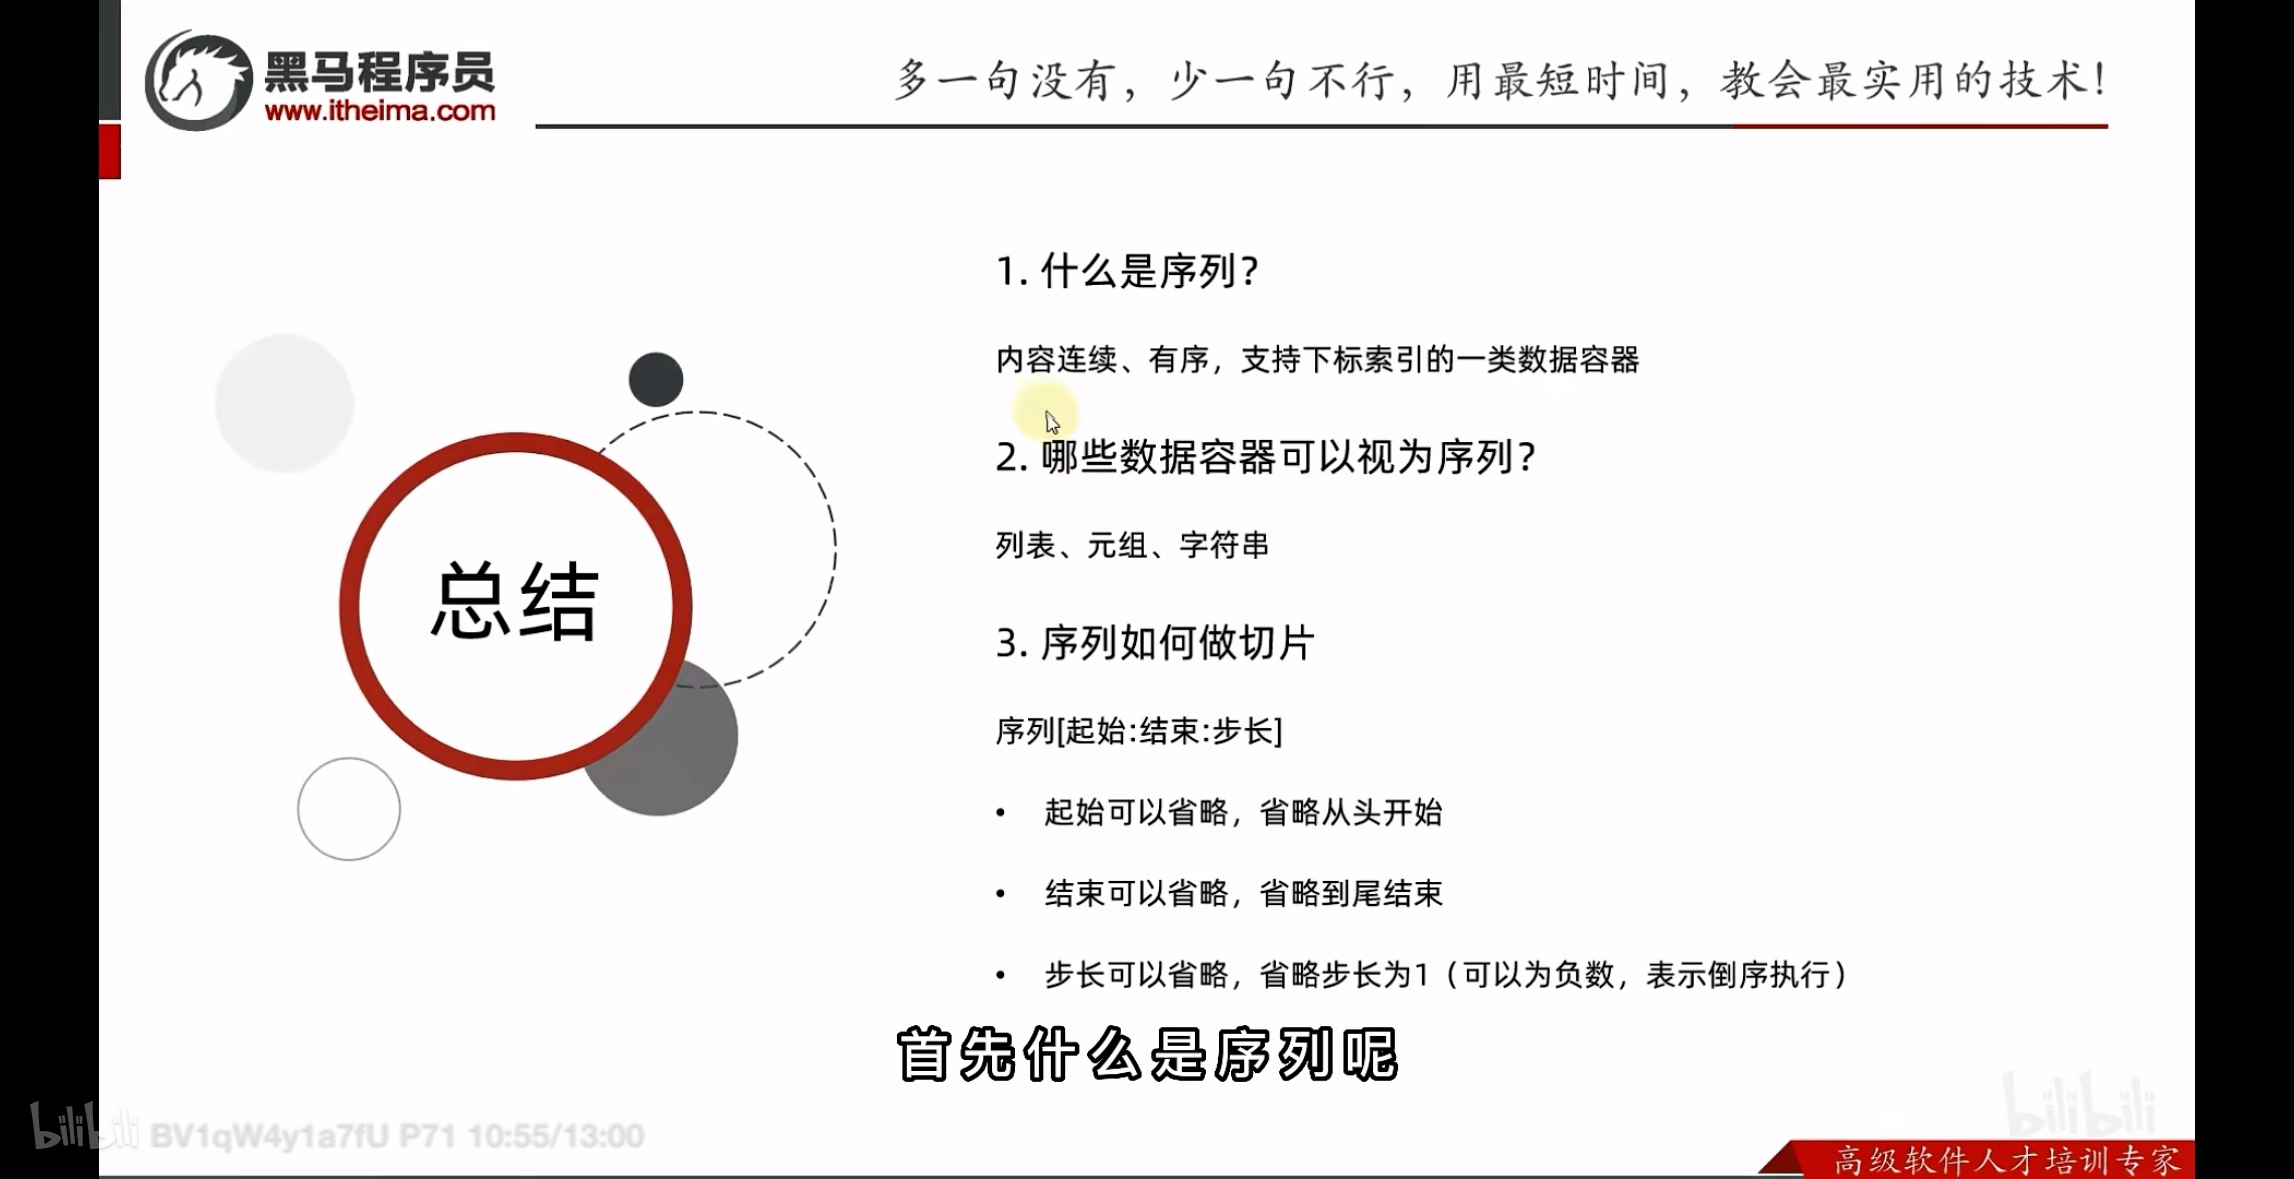 黑马程序员
www.itheima.com
多一句没有，少一句不行，用最短时间，教会最实用的技术！
总结
1. 什么是序列？
内容连续、有序，支持下标索引的一类数据容器
2. 哪些数据容器可以视为序列？
列表、元组、字符串
3. 序列如何做切片
序列[起始:结束:步长]
• 起始可以省略，省略从头开始
• 结束可以省略，省略到尾结束
• 步长可以省略，省略步长为1（可以为负数，表示倒序执行）
首先什么是序列呢
bilibili BV1qW4y1a7fU P71 10:55/13:00
bilibili
高级软件人才培训专家